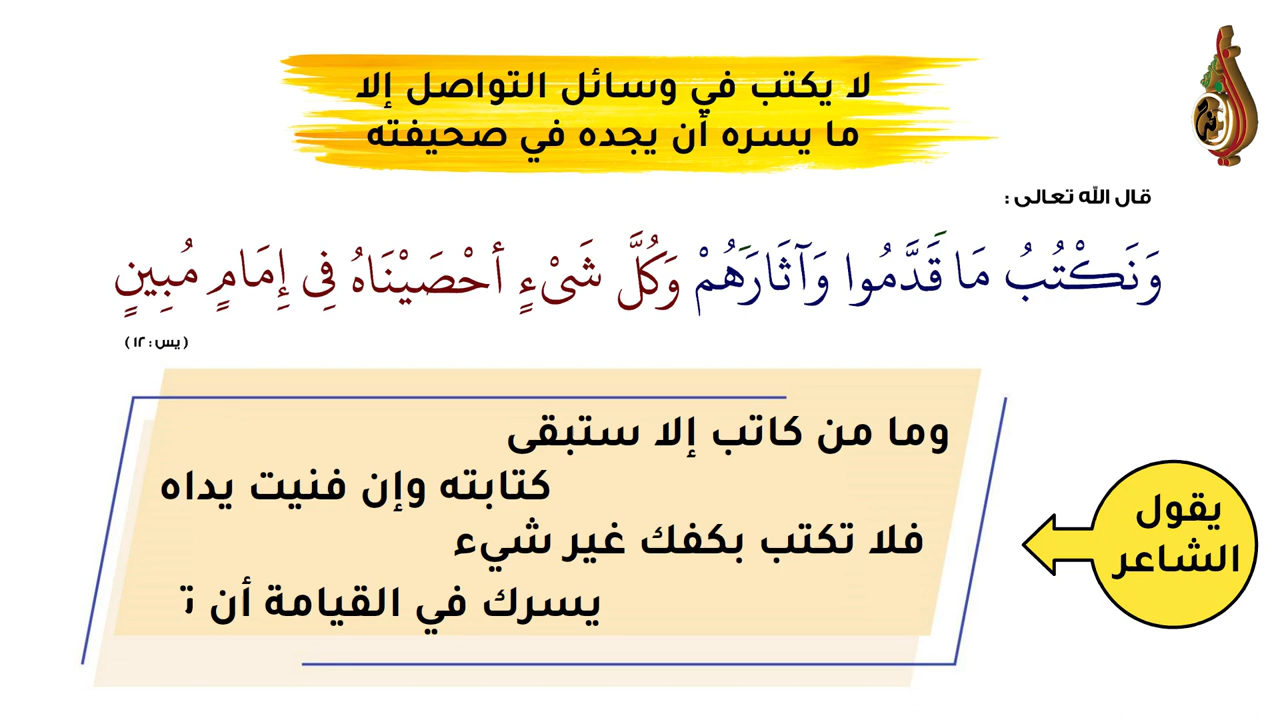 لا يكتب في وسائل التواصل إلا
ما يسره أن يجده في صحيفته
قال الله تعالى :
وَنَكْتُبُ مَا قَدَّمُوا وَآثَارَهُمْ وَكُلَّ شَىْءٍ أحْصَيْنَاهُ فِى إِمَامٍ مُبِينٍ
( يس : ١٢ )
وما من كاتب إلا ستبقى
كتابته وإن فنيت يداه
فلا تكتب بكفك غير شيء
يسرك في القيامة أن
يقول
الشاعر